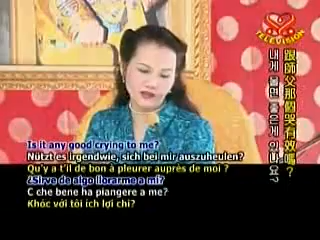 TELEVISION
跟師父那個哭有效嗎?
내게 울면 좋은게 있나요?
Is it any good crying to me?
Nützt es irgendwie, sich bei mir auszuheulen?
Qu'y a t'il de bon à pleurer auprès de moi ?
¿Sirve de algo llorarme a mí?
C che bene ha piangere a me?
Khóc với tôi ích lợi chi?